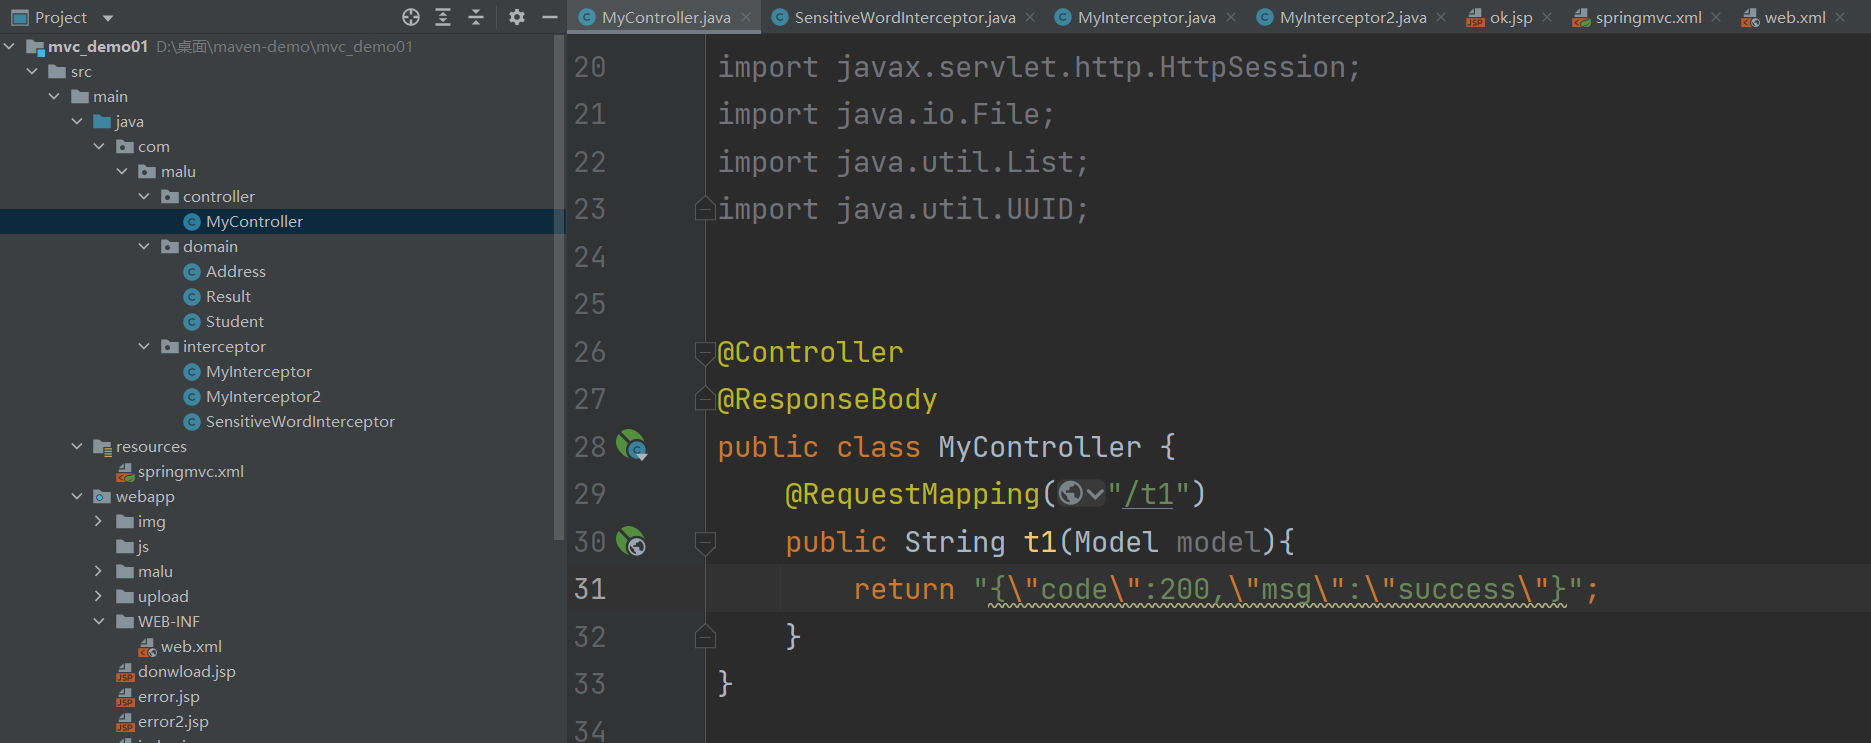 Project
mvc_demo01 D:\桌面\maven-demo\mvc_demo01
src
main
java
com
malu
controller
MyController
domain
Address
Result
Student
interceptor
MyInterceptor
MyInterceptor2
SensitiveWordInterceptor
resources
springmvc.xml
webapp
img
js
malu
upload
WEB-INF
web.xml
donwload.jsp
error.jsp
error2.jsp
MyController.java SensitiveWordInterceptor.java MyInterceptor.java MyInterceptor2.java ok.jsp springmvc.xml web.xml
20 import javax.servlet.http.HttpSession;
21 import java.io.File;
22 import java.util.List;
23 import java.util.UUID;
24
25
26 @Controller
27 @ResponseBody
28 public class MyController {
29 @RequestMapping("/t1")
30 public String t1(Model model){
31 return "{\"code\":200,\"msg\":\"success\"}";
32 }
33 }
34